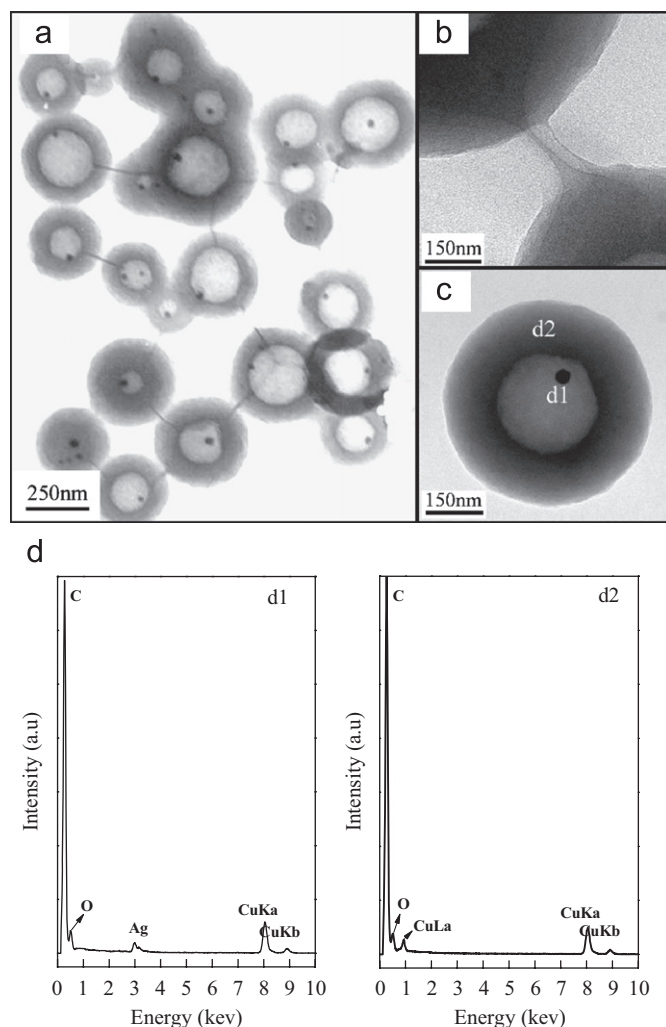 a
b
150nm
c
d2
d1
150nm
250nm
d
C
d1
O
Ag
CuKa
CuKb
0 1 2 3 4 5 6 7 8 9 10
Energy (kev)
Intensity (a.u)
C
d2
O
CuLa
CuKa
CuKb
0 1 2 3 4 5 6 7 8 9 10
Energy (kev)
Intensity (a.u)